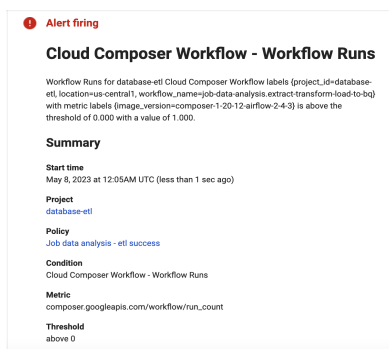 Alert firing
Cloud Composer Workflow - Workflow Runs
Workflow Runs for database-etl Cloud Composer Workflow labels {project_id=database-
etl, location=us-central1, workflow_name=job-data-analysis.extract-transform-load-to-bq}
with metric labels {image_version=composer-1-20-12-airflow-2-4-3} is above the
threshold of 0.000 with a value of 1.000.
Summary
Start time
May 8, 2023 at 12:05AM UTC (less than 1 sec ago)
Project
database-etl
Policy
Job data analysis - etl success
Condition
Cloud Composer Workflow - Workflow Runs
Metric
composer.googleapis.com/workflow/run_count
Threshold
above 0